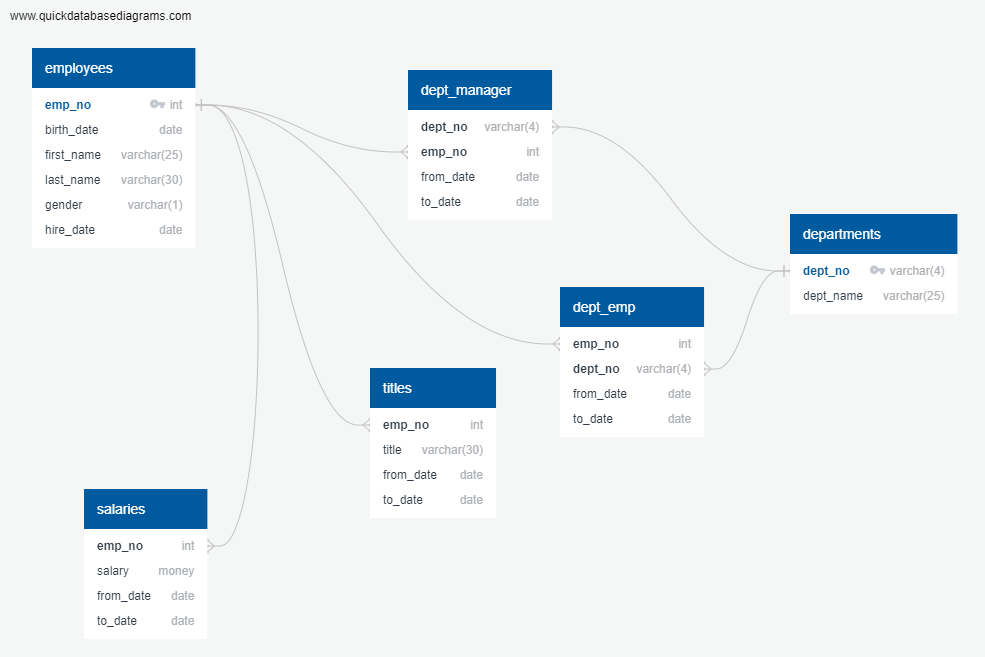 www.quickdatabasediagrams.com
employees
emp_no int
birth_date date
first_name varchar(25)
last_name varchar(30)
gender varchar(1)
hire_date date
dept_manager
dept_no varchar(4)
emp_no int
from_date date
to_date date
departments
dept_no varchar(4)
dept_name varchar(25)
dept_emp
emp_no int
dept_no varchar(4)
from_date date
to_date date
titles
emp_no int
title varchar(30)
from_date date
to_date date
salaries
emp_no int
salary money
from_date date
to_date date